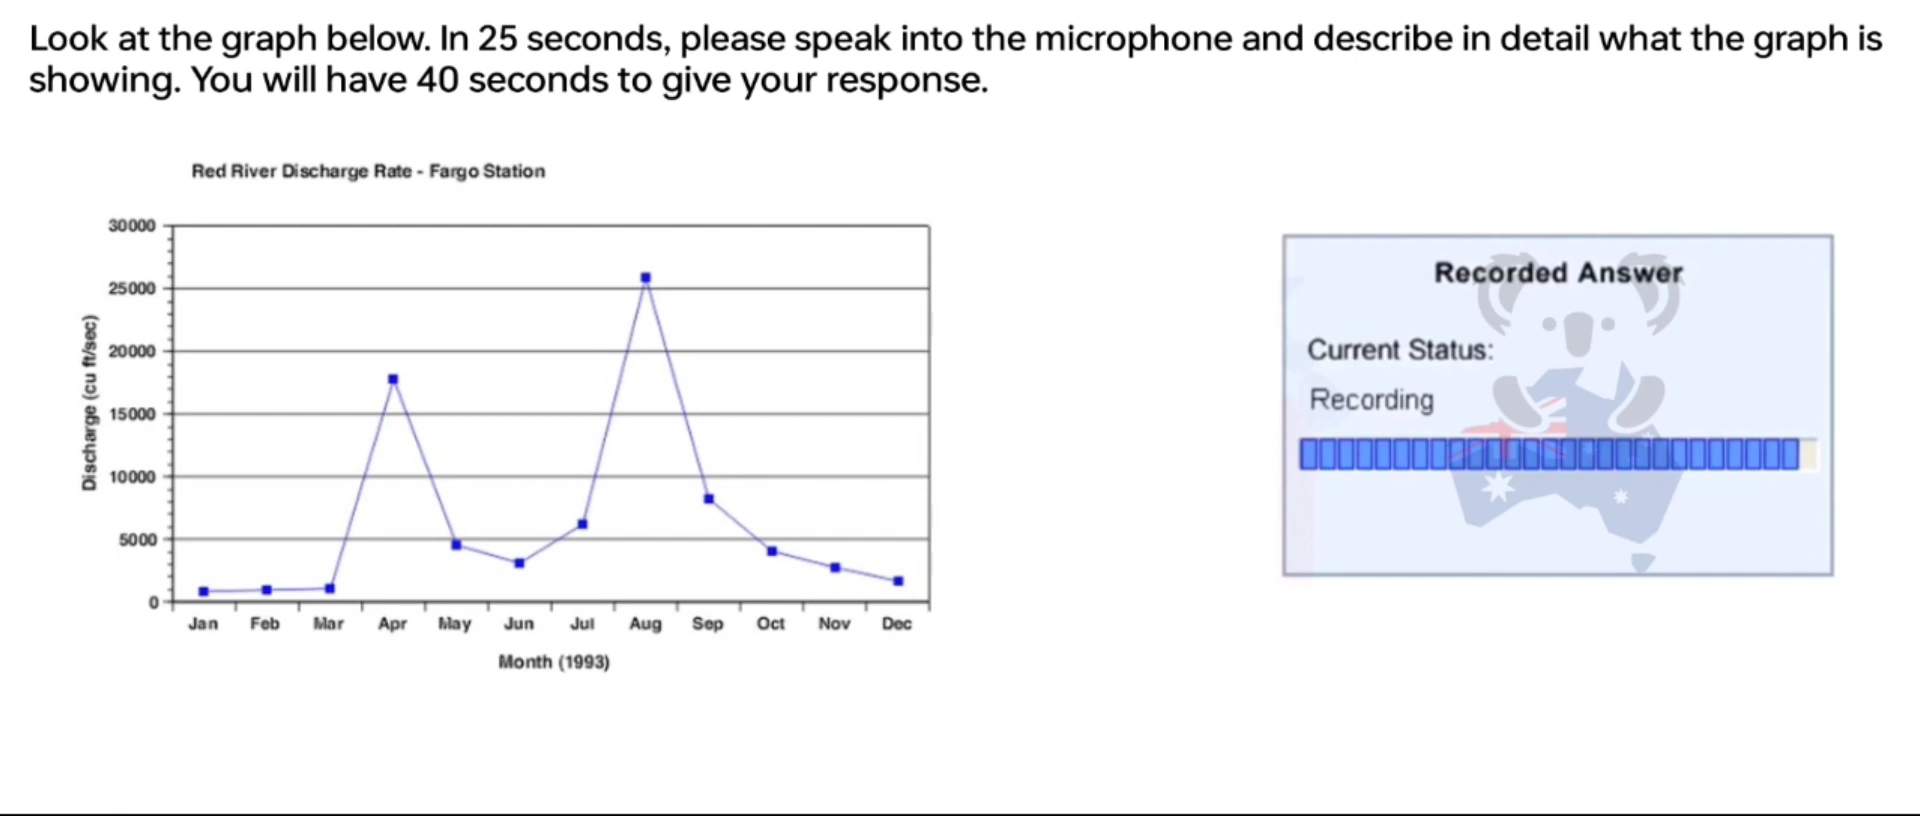 Look at the graph below. In 25 seconds, please speak into the microphone and describe in detail what the graph is
showing. You will have 40 seconds to give your response.
Red River Discharge Rate - Fargo Station
30000
25000
20000
15000
10000
5000
0
Discharge (cu ft/sec)
Jan Feb Mar Apr May Jun Jul Aug Sep Oct Nov Dec
Month (1993)
Recorded Answer
Current Status:
Recording